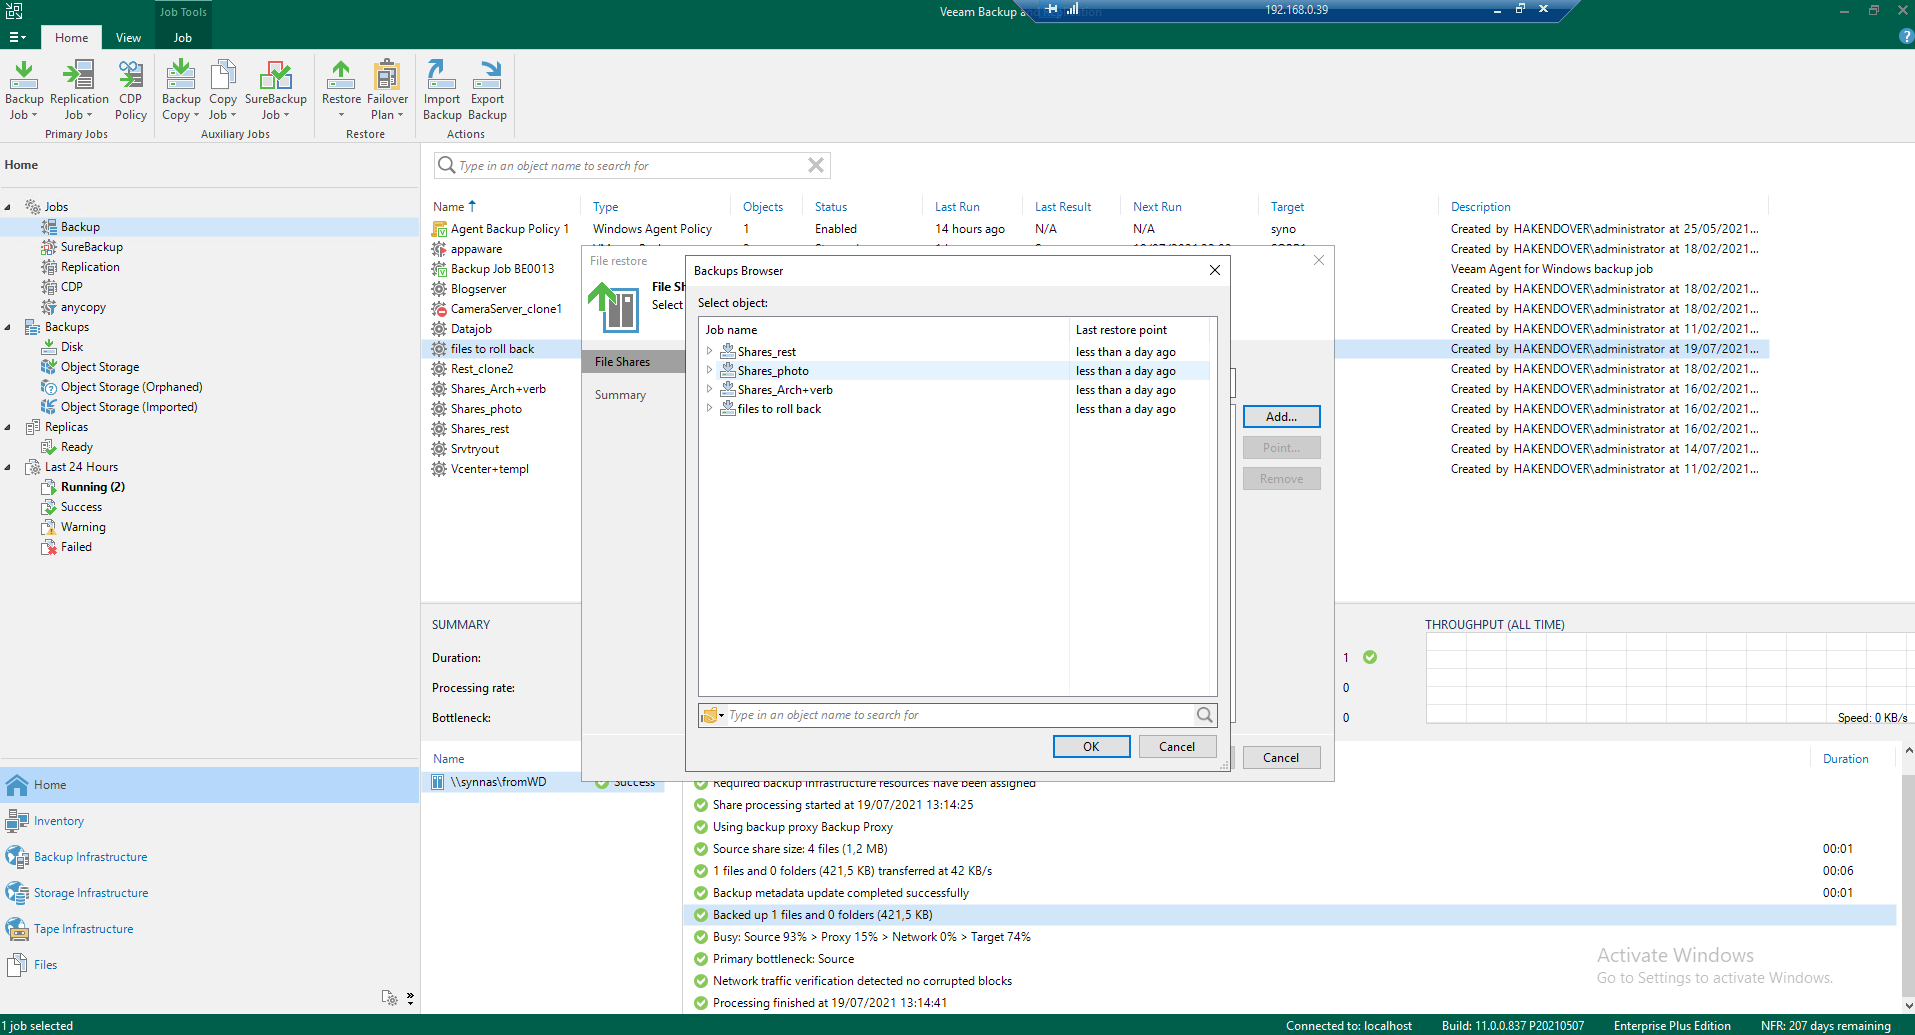 Job Tools
Veeam Backup and
192.168.0.39
Home
View
Job
Backup Job
Replication Job
CDP Policy
Backup Copy
Copy Job
SureBackup Job
Restore
Failover Plan
Import Backup
Export Backup
Primary Jobs
Auxiliary Jobs
Restore
Actions
Home
Type in an object name to search for
Jobs
Backup
SureBackup
Replication
CDP
anycopy
Backups
Disk
Object Storage
Object Storage (Orphaned)
Object Storage (Imported)
Replicas
Ready
Last 24 Hours
Running (2)
Success
Warning
Failed
Name Type Objects Status Last Run Last Result Next Run Target Description
Agent Backup Policy 1 Windows Agent Policy 1 Enabled 14 hours ago N/A N/A syno Created by HAKENDOVER\administrator at 25/05/2021...
appaware Created by HAKENDOVER\administrator at 18/02/2021...
Backup Job BE0013 Veeam Agent for Windows backup job
Blogserver Created by HAKENDOVER\administrator at 18/02/2021...
CameraServer_clone1 Created by HAKENDOVER\administrator at 18/02/2021...
Datajob Created by HAKENDOVER\administrator at 11/02/2021...
files to roll back Created by HAKENDOVER\administrator at 19/07/2021...
Rest_clone2 Created by HAKENDOVER\administrator at 18/02/2021...
Shares_Arch+verb Created by HAKENDOVER\administrator at 16/02/2021...
Shares_photo Created by HAKENDOVER\administrator at 16/02/2021...
Shares_rest Created by HAKENDOVER\administrator at 16/02/2021...
Srvtryout Created by HAKENDOVER\administrator at 14/07/2021...
Vcenter+templ Created by HAKENDOVER\administrator at 11/02/2021...
File restore
File Sh
Select
File Shares
Summary
Add...
Point...
Remove
Cancel
Backups Browser
Select object:
Job name Last restore point
Shares_rest less than a day ago
Shares_photo less than a day ago
Shares_Arch+verb less than a day ago
files to roll back less than a day ago
Type in an object name to search for
OK
Cancel
SUMMARY
Duration:
Processing rate:
Bottleneck:
1
0
0
THROUGHPUT (ALL TIME)
Speed: 0 KB/s
Name
\\synnas\fromWD Success
Duration
Required backup infrastructure resources have been assigned
Share processing started at 19/07/2021 13:14:25
Using backup proxy Backup Proxy
Source share size: 4 files (1,2 MB) 00:01
1 files and 0 folders (421,5 KB) transferred at 42 KB/s 00:06
Backup metadata update completed successfully 00:01
Backed up 1 files and 0 folders (421,5 KB)
Busy: Source 93% > Proxy 15% > Network 0% > Target 74%
Primary bottleneck: Source
Network traffic verification detected no corrupted blocks
Processing finished at 19/07/2021 13:14:41
Home
Inventory
Backup Infrastructure
Storage Infrastructure
Tape Infrastructure
Files
Activate Windows
Go to Settings to activate Windows.
1 job selected
Connected to: localhost
Build: 11.0.0.837 P20210507
Enterprise Plus Edition
NFR: 207 days remaining